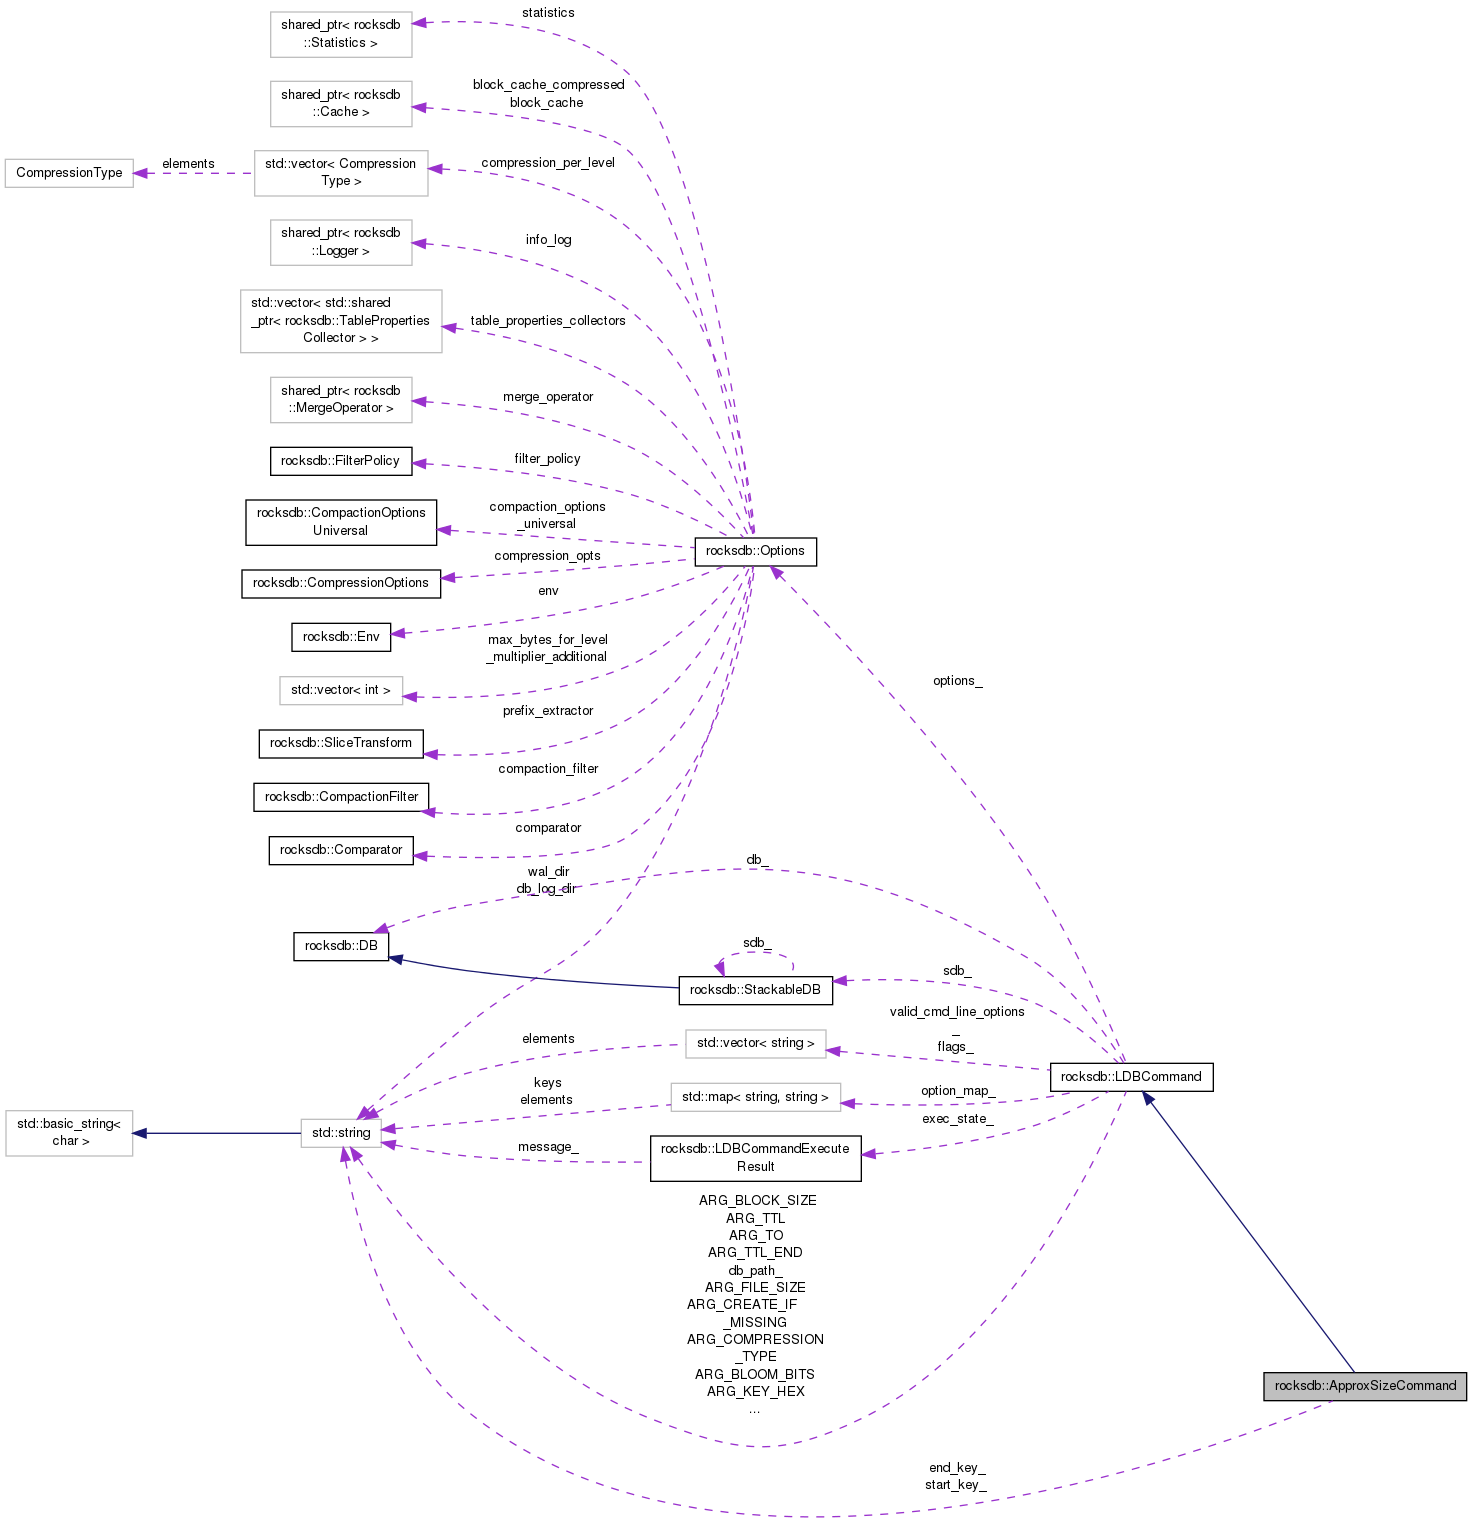 statistics
shared_ptr< rocksdb
::Statistics >
block_cache_compressed
block_cache
shared_ptr< rocksdb
::Cache >
CompressionType
elements
std::vector< Compression
Type >
compression_per_level
shared_ptr< rocksdb
::Logger >
info_log
std::vector< std::shared
_ptr< rocksdb::TableProperties
Collector > >
table_properties_collectors
shared_ptr< rocksdb
::MergeOperator >
merge_operator
rocksdb::FilterPolicy
filter_policy
rocksdb::CompactionOptions
Universal
compaction_options
_universal
rocksdb::Options
rocksdb::CompressionOptions
compression_opts
rocksdb::Env
env
std::vector< int >
max_bytes_for_level
_multiplier_additional
options_
rocksdb::SliceTransform
prefix_extractor
rocksdb::CompactionFilter
compaction_filter
rocksdb::Comparator
comparator
wal_dir
db_log_dir
db_
rocksdb::DB
sdb_
rocksdb::StackableDB
sdb_
valid_cmd_line_options
_
flags_
std::vector< string >
elements
rocksdb::LDBCommand
keys
elements
std::map< string, string >
option_map_
std::basic_string<
char >
std::string
exec_state_
message_
rocksdb::LDBCommandExecute
Result
ARG_BLOCK_SIZE
ARG_TTL
ARG_TO
ARG_TTL_END
db_path_
ARG_FILE_SIZE
ARG_CREATE_IF
_MISSING
ARG_COMPRESSION
_TYPE
ARG_BLOOM_BITS
ARG_KEY_HEX
...
rocksdb::ApproxSizeCommand
end_key_
start_key_